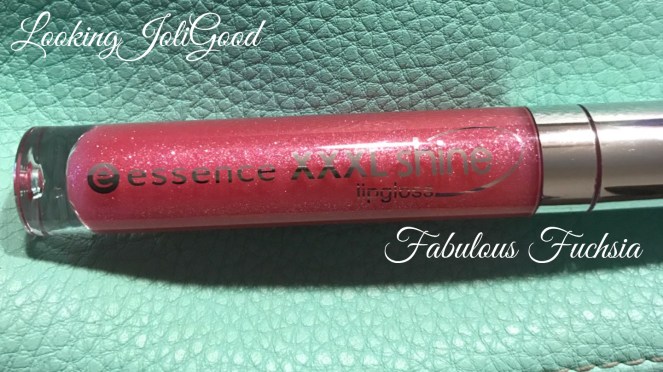 Looking JoliGood
e essence XXXL shine
lipgloss
Fabulous Fuchsia